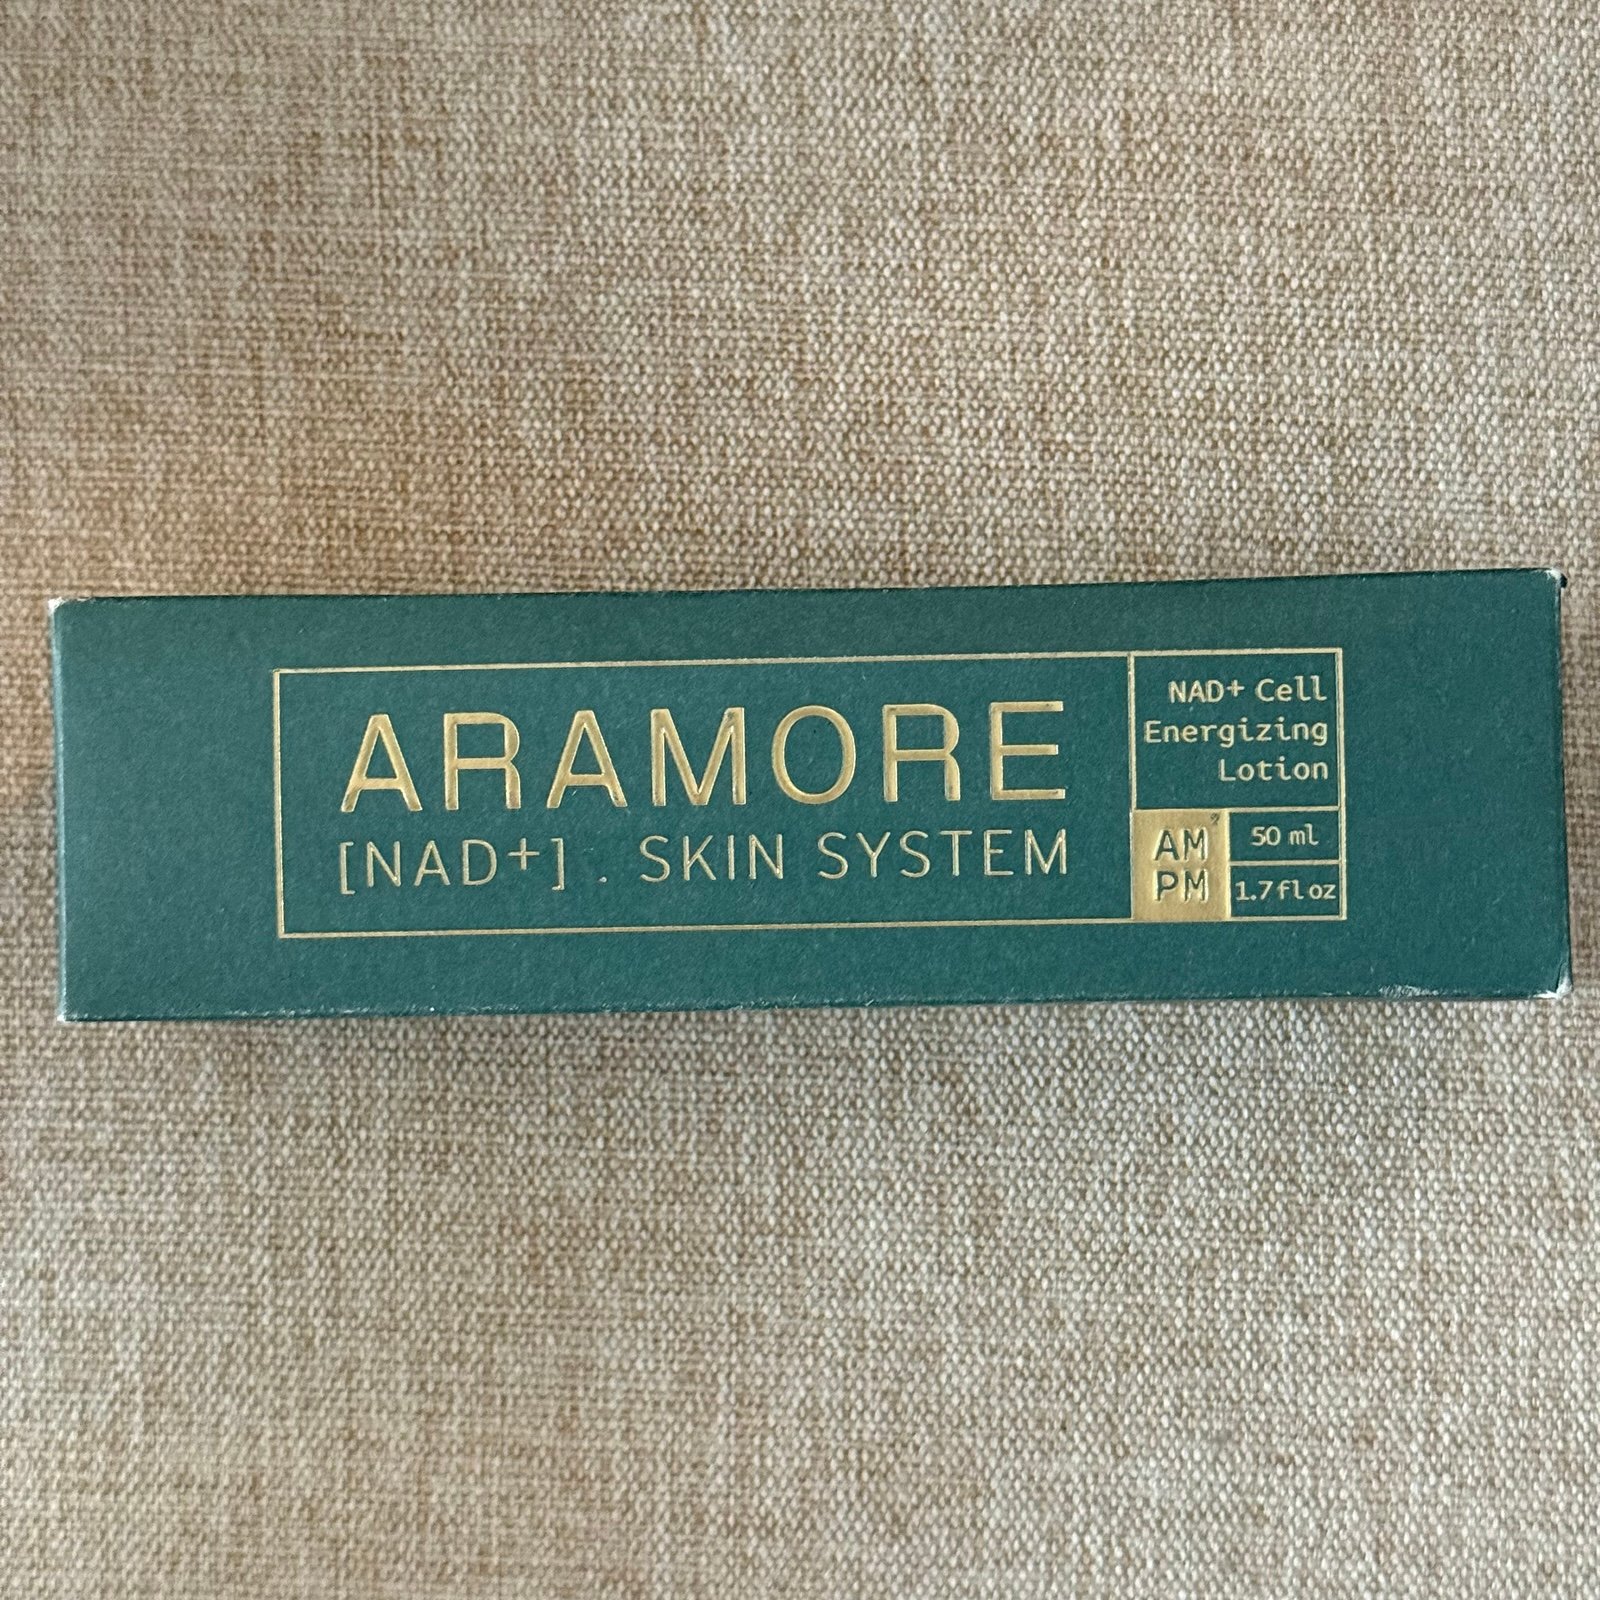 ARAMORE
[NAD+] . SKIN SYSTEM
NAD+ Cell
Energizing
Lotion
AM
PM
50 ml
1.7 fl oz